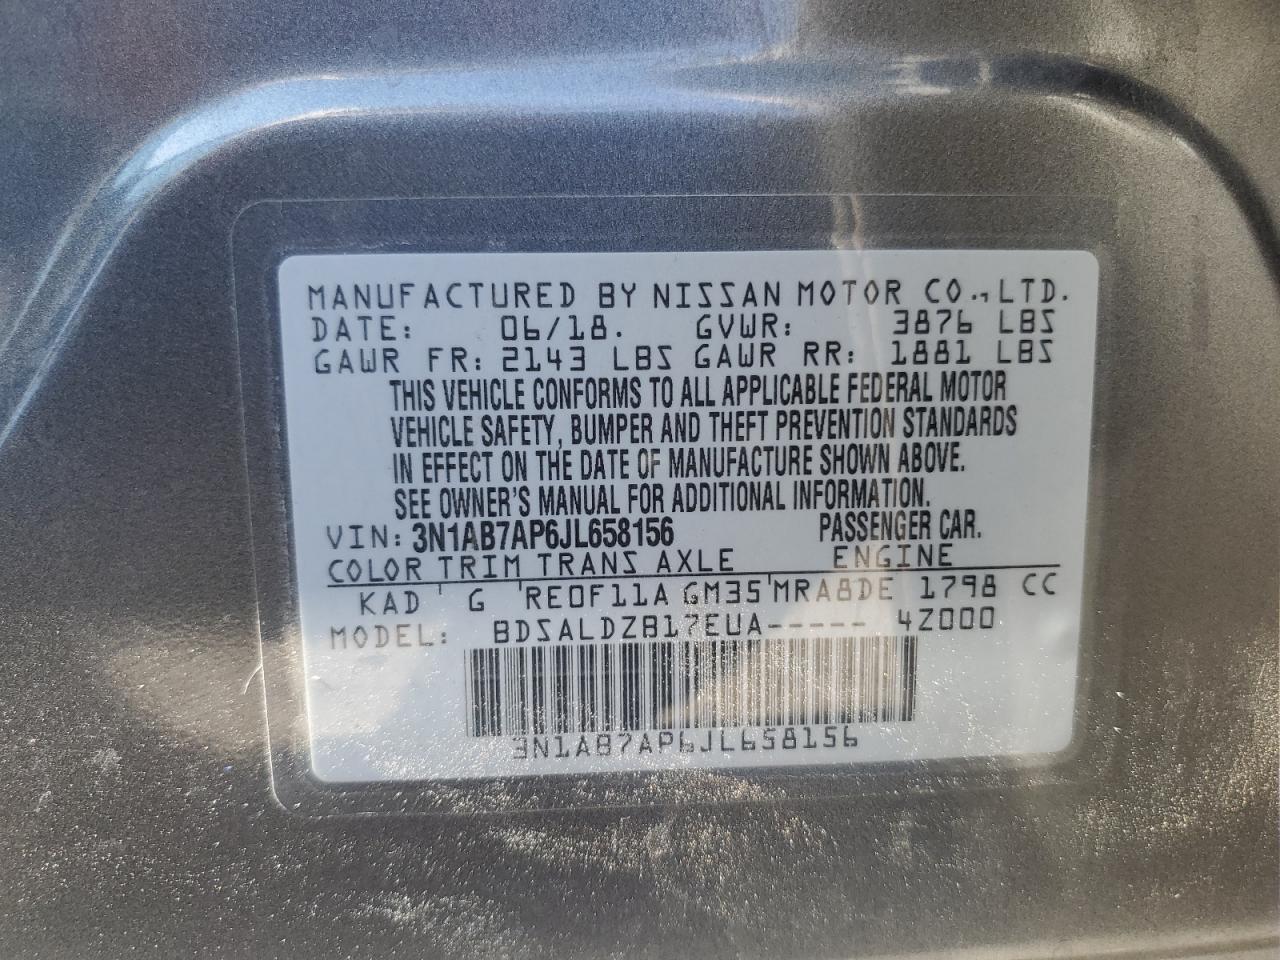 MANUFACTURED BY NISSAN MOTOR CO., LTD.
DATE: 06/18. GVWR: 3876 LBS
GAWR FR: 2143 LBS GAWR RR: 1881 LBS
THIS VEHICLE CONFORMS TO ALL APPLICABLE FEDERAL MOTOR
VEHICLE SAFETY, BUMPER AND THEFT PREVENTION STANDARDS
IN EFFECT ON THE DATE OF MANUFACTURE SHOWN ABOVE.
SEE OWNER'S MANUAL FOR ADDITIONAL INFORMATION.
VIN: 3N1AB7AP6JL658156 PASSENGER CAR.
COLOR TRIM TRANS AXLE ENGINE
KAD ' G 'RE0F11A GM35'MRA8DE 1798 CC
MODEL: BDSALDZB17EUA----- 4Z000
3N1AB7AP6JL658156